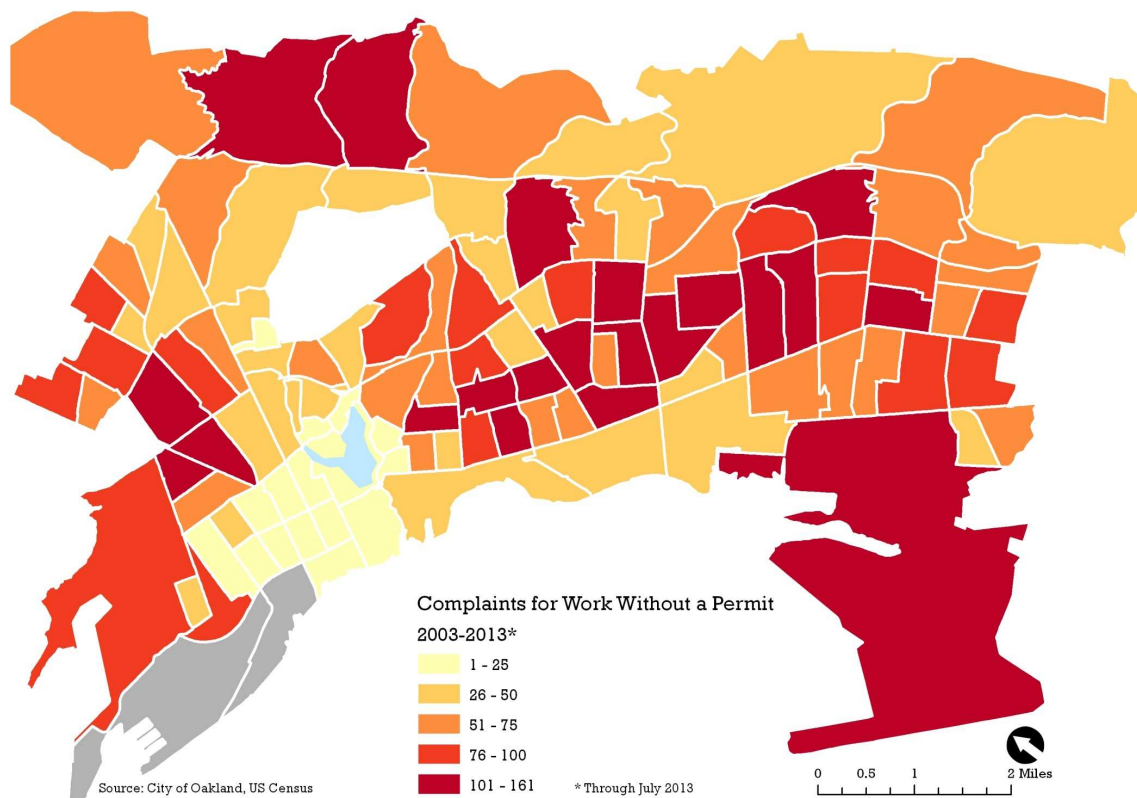 Complaints for Work Without a Permit
2003-2013*
1 - 25
26 - 50
51 - 75
76 - 100
101 - 161
Source: City of Oakland, US Census
* Through July 2013
0 0.5 1 2 Miles